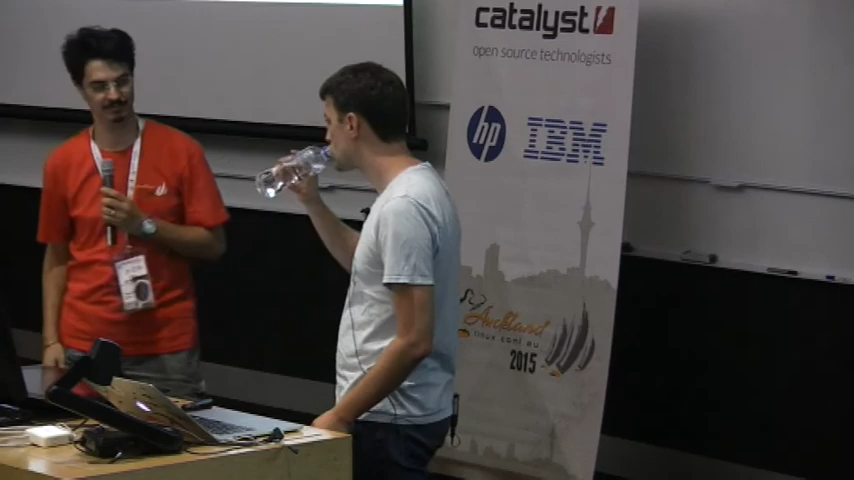 catalyst
open source technologists
hp
IBM
Auckland
linux.conf.au
2015